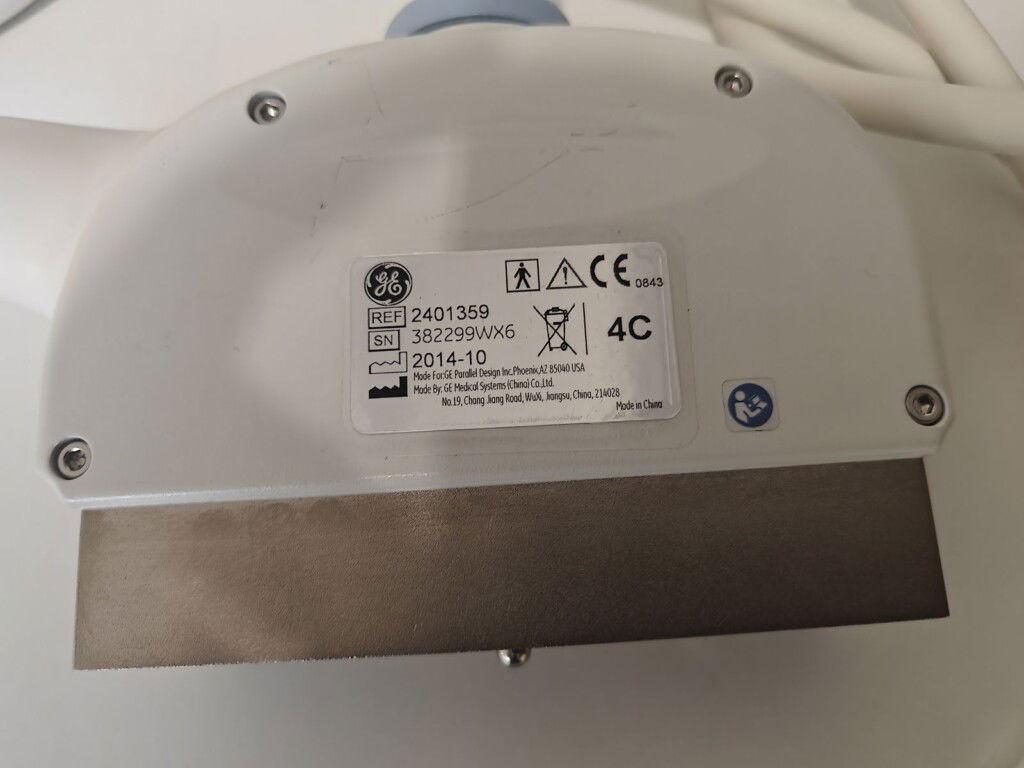 GE
CE 0843
REF 2401359
SN 382299WX6
4C
2014-10
Made For:GE Parallel Design Inc,Phoenix,AZ 85040 USA
Made By: GE Medical Systems (China) Co.,Ltd.
No.19, Chang Jiang Road, WuXi, Jiangsu, China, 214028
Made in China